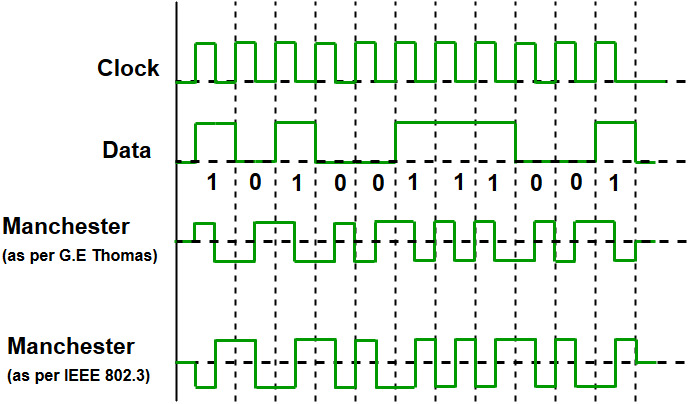 Clock
Data
1 0 1 0 0 1 1 1 0 0 1
Manchester
(as per G.E Thomas)
Manchester
(as per IEEE 802.3)